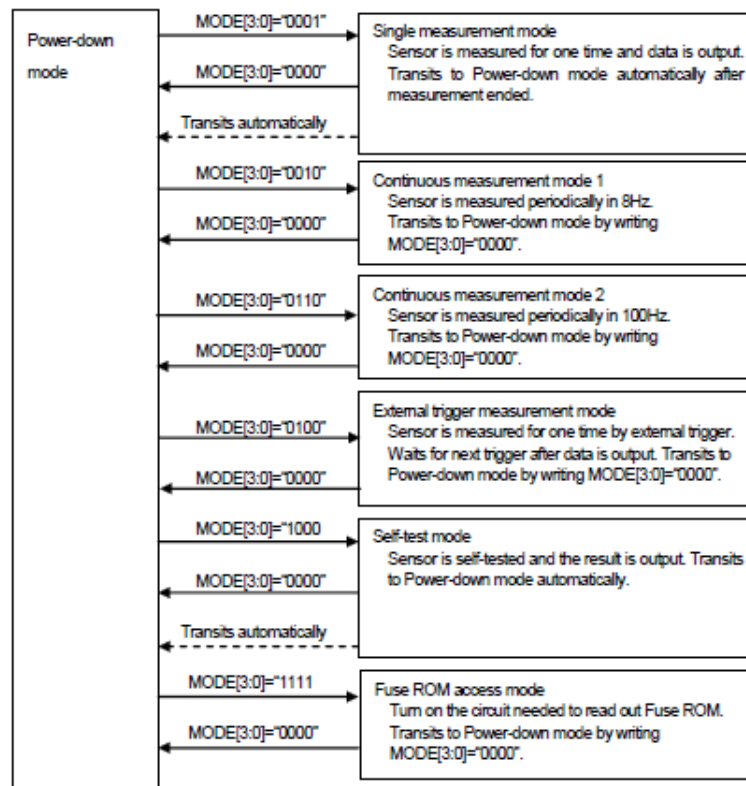 Power-down
mode
MODE[3:0]="0001"
MODE[3:0]="0000"
Transits automatically
Single measurement mode
Sensor is measured for one time and data is output.
Transits to Power-down mode automatically after
measurement ended.
MODE[3:0]="0010"
MODE[3:0]="0000"
Continuous measurement mode 1
Sensor is measured periodically in 8Hz.
Transits to Power-down mode by writing
MODE[3:0]="0000".
MODE[3:0]="0110"
MODE[3:0]="0000"
Continuous measurement mode 2
Sensor is measured periodically in 100Hz.
Transits to Power-down mode by writing
MODE[3:0]="0000".
MODE[3:0]="0100"
MODE[3:0]="0000"
External trigger measurement mode
Sensor is measured for one time by external trigger.
Waits for next trigger after data is output. Transits to
Power-down mode by writing MODE[3:0]="0000".
MODE[3:0]="1000
MODE[3:0]="0000"
Transits automatically
Self-test mode
Sensor is self-tested and the result is output. Transits
to Power-down mode automatically.
MODE[3:0]="1111
MODE[3:0]="0000"
Fuse ROM access mode
Turn on the circuit needed to read out Fuse ROM.
Transits to Power-down mode by writing
MODE[3:0]="0000".